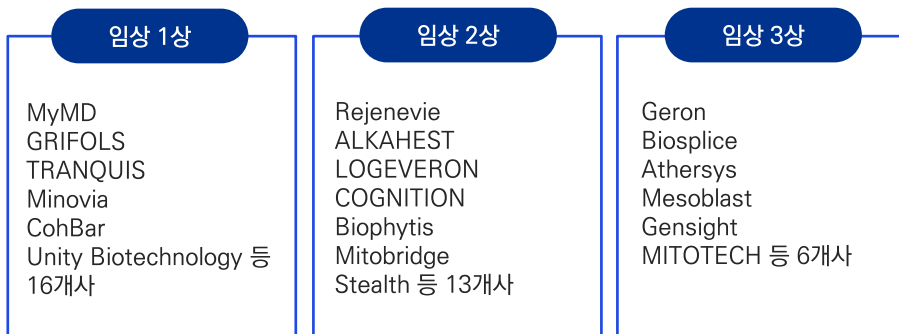 임상 1상
MyMD
GRIFOLS
TRANQUIS
Minovia
CohBar
Unity Biotechnology 등
16개사
임상 2상
Rejenevie
ALKAHEST
LOGEVERON
COGNITION
Biophytis
Mitobridge
Stealth 등 13개사
임상 3상
Geron
Biosplice
Athersys
Mesoblast
Gensight
MITOTECH 등 6개사